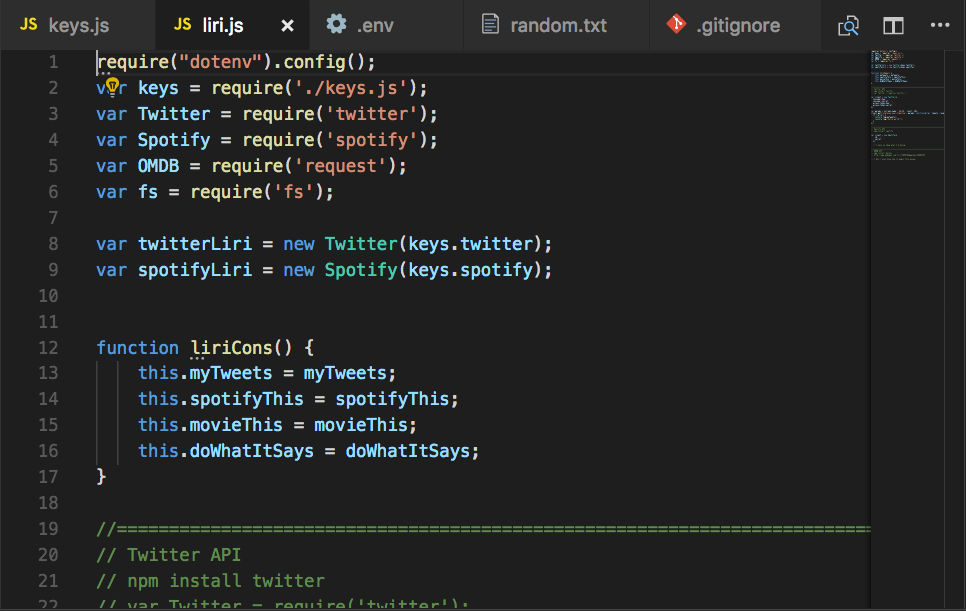 JS keys.js JS liri.js × .env random.txt .gitignore ...
1 require("dotenv").config();
2 var keys = require('./keys.js');
3 var Twitter = require('twitter');
4 var Spotify = require('spotify');
5 var OMDB = require('request');
6 var fs = require('fs');
7
8 var twitterLiri = new Twitter(keys.twitter);
9 var spotifyLiri = new Spotify(keys.spotify);
10
11
12 function liriCons() {
13     this.myTweets = myTweets;
14     this.spotifyThis = spotifyThis;
15     this.movieThis = movieThis;
16     this.doWhatItSays = doWhatItSays;
17 }
18
19 //=========================================================================
20 // Twitter API
21 // npm install twitter
22 // var Twitter = require('twitter');